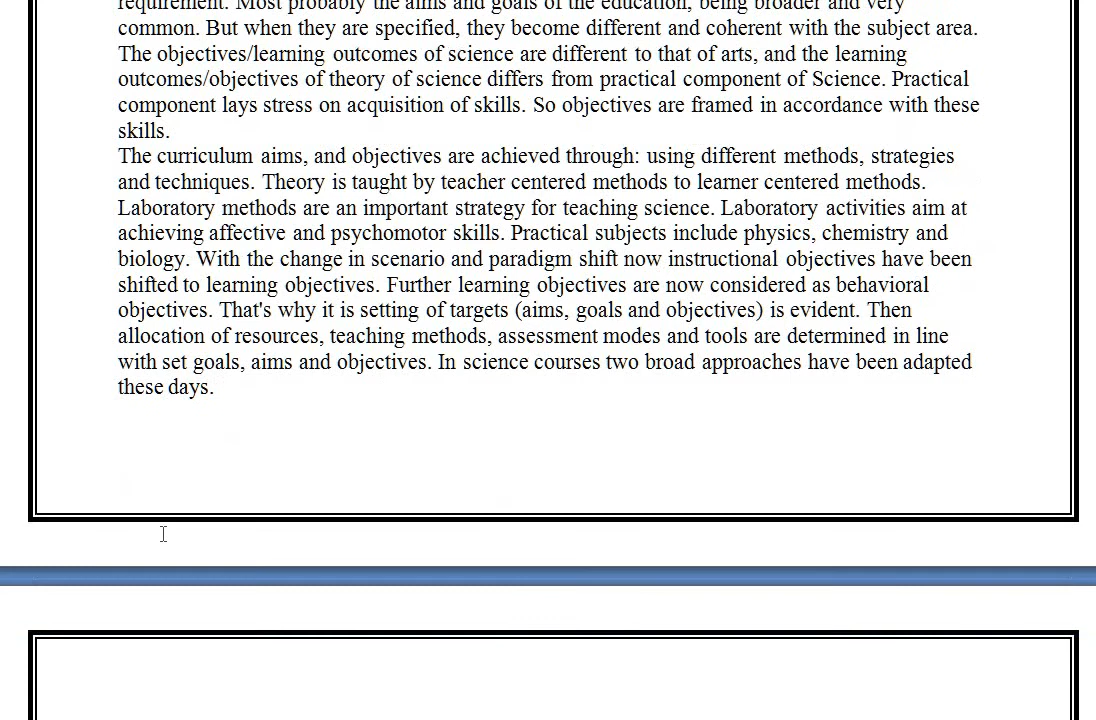 requirement. Most probably the aims and goals of the education, being broader and very
common. But when they are specified, they become different and coherent with the subject area.
The objectives/learning outcomes of science are different to that of arts, and the learning
outcomes/objectives of theory of science differs from practical component of Science. Practical
component lays stress on acquisition of skills. So objectives are framed in accordance with these
skills.
The curriculum aims, and objectives are achieved through: using different methods, strategies
and techniques. Theory is taught by teacher centered methods to learner centered methods.
Laboratory methods are an important strategy for teaching science. Laboratory activities aim at
achieving affective and psychomotor skills. Practical subjects include physics, chemistry and
biology. With the change in scenario and paradigm shift now instructional objectives have been
shifted to learning objectives. Further learning objectives are now considered as behavioral
objectives. That's why it is setting of targets (aims, goals and objectives) is evident. Then
allocation of resources, teaching methods, assessment modes and tools are determined in line
with set goals, aims and objectives. In science courses two broad approaches have been adapted
these days.